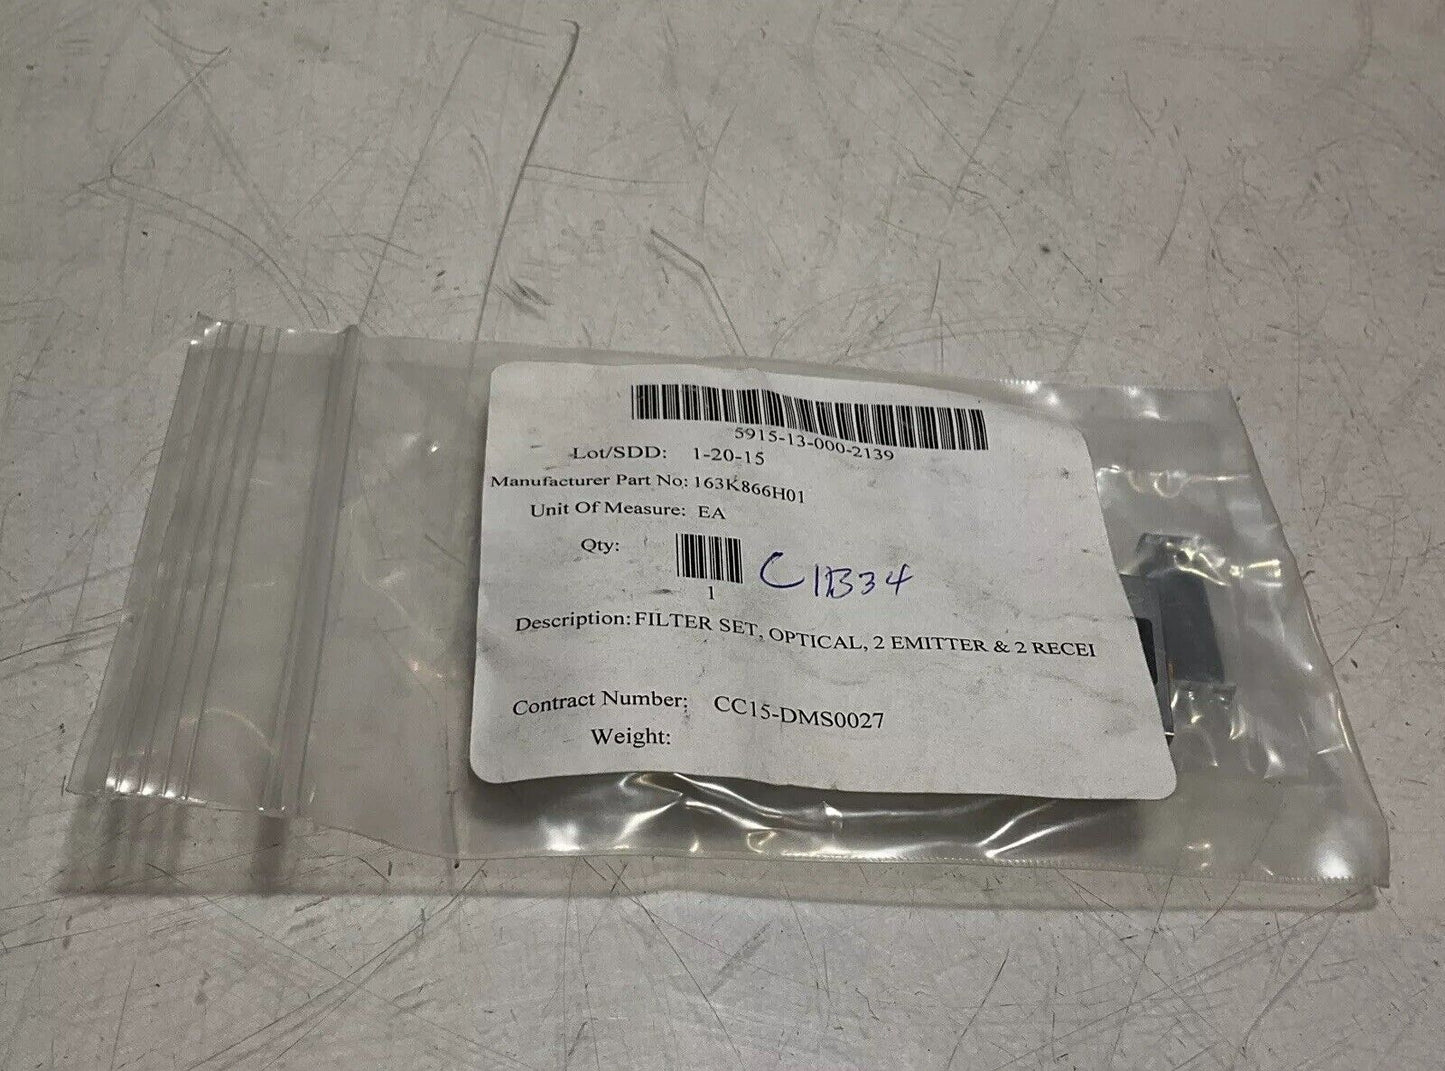 5915-13-000-2139
Lot/SDD: 1-20-15
Manufacturer Part No: 163K866H01
Unit Of Measure: EA
Qty:
C1B34
1
Description: FILTER SET, OPTICAL, 2 EMITTER & 2 RECEI
Contract Number: CC15-DMS0027
Weight: